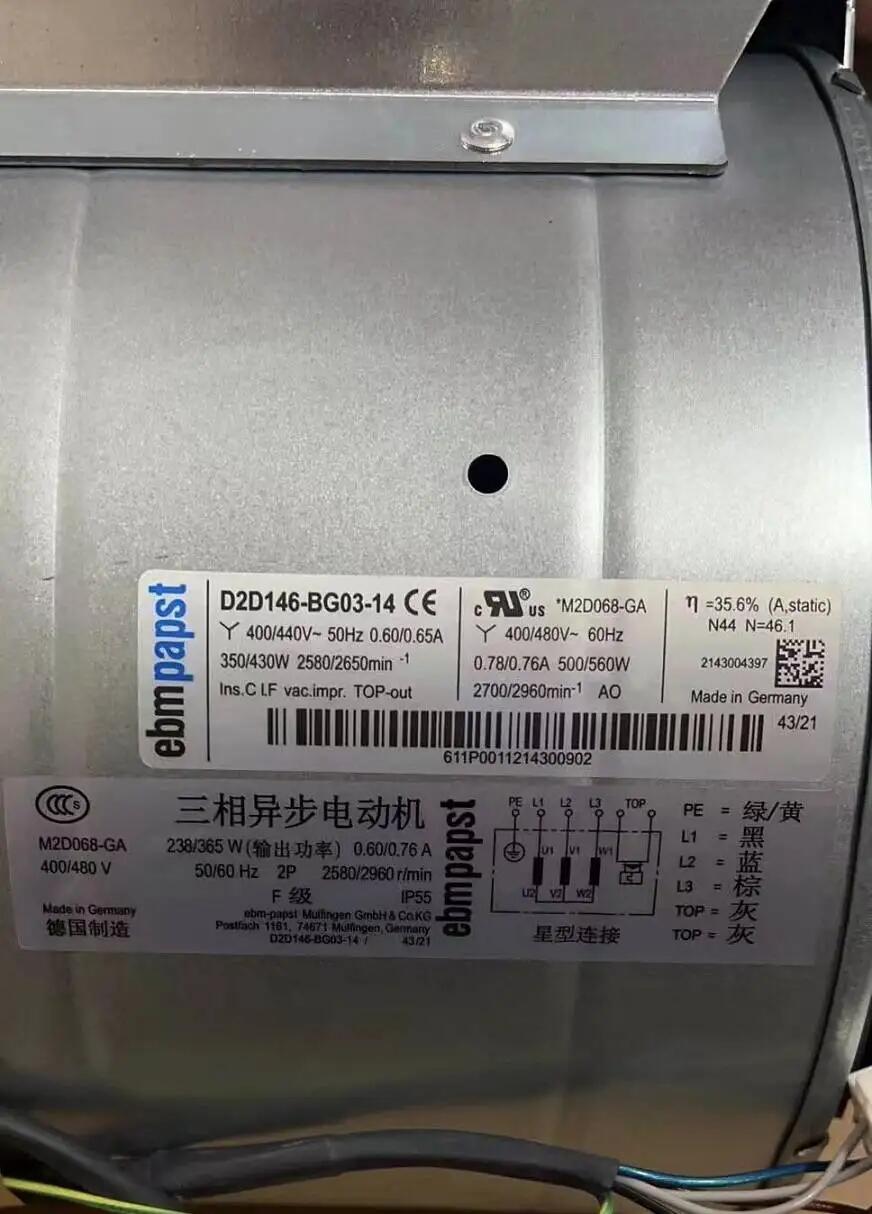 ebmpapst
D2D146-BG03-14 CE
Y 400/440V~ 50Hz 0.60/0.65A
350/430W 2580/2650min -1
Ins.Cl.F vac.impr. TOP-out
c RU® US *M2D068-GA
Y 400/480V~ 60Hz
0.78/0.76A 500/560W
2700/2960min-1 AO
η =35.6% (A,static)
N44 N=46.1
2143004397
Made in Germany
43/21
611P0011214300902
CCC S
M2D068-GA
400/480 V
Made in Germany
德国制造
三相异步电动机
238/365 W (输出功率) 0.60/0.76 A
50/60 Hz 2P 2580/2960 r/min
F 级 IP55
ebm-papst Mulfingen GmbH & Co.KG
Postfach 1161, 74671 Mulfingen, Germany
D2D146-BG03-14 / 43/21
ebmpapst
PE L1 L2 L3 TOP
U1 V1 W1
U2 V2 W2
星型连接
PE = 绿/黄
L1 = 黑
L2 = 蓝
L3 = 棕
TOP = 灰
TOP = 灰